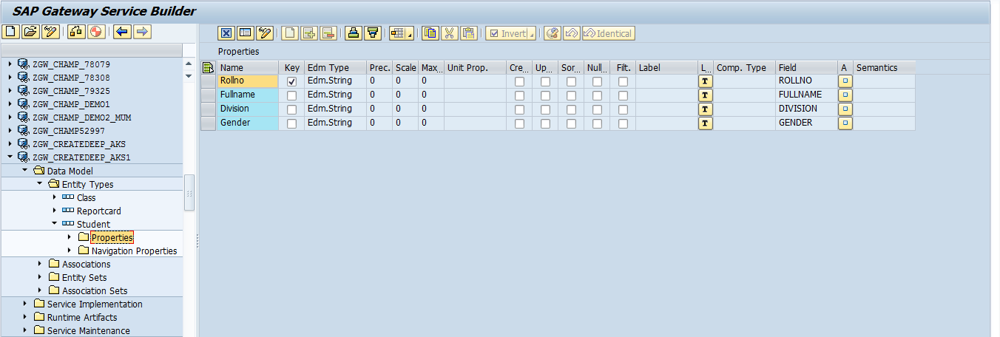 SAP Gateway Service Builder
Invert
Identical
Properties
Name Key Edm Type Prec. Scale Max... Unit Prop. Cre... Up... Sor... Null... Filt. Label L... Comp. Type Field A Semantics
Rollno Edm.String 0 0 0 T ROLLNO
Fullname Edm.String 0 0 0 T FULLNAME
Division Edm.String 0 0 0 T DIVISION
Gender Edm.String 0 0 0 T GENDER
ZGW_CHAMP_78079
ZGW_CHAMP_78308
ZGW_CHAMP_79325
ZGW_CHAMP_DEMO1
ZGW_CHAMP_DEMO2_MUM
ZGW_CHAMP52997
ZGW_CREATEDEEP_AKS
ZGW_CREATEDEEP_AKS1
Data Model
Entity Types
Class
Reportcard
Student
Properties
Navigation Properties
Associations
Entity Sets
Association Sets
Service Implementation
Runtime Artifacts
Service Maintenance